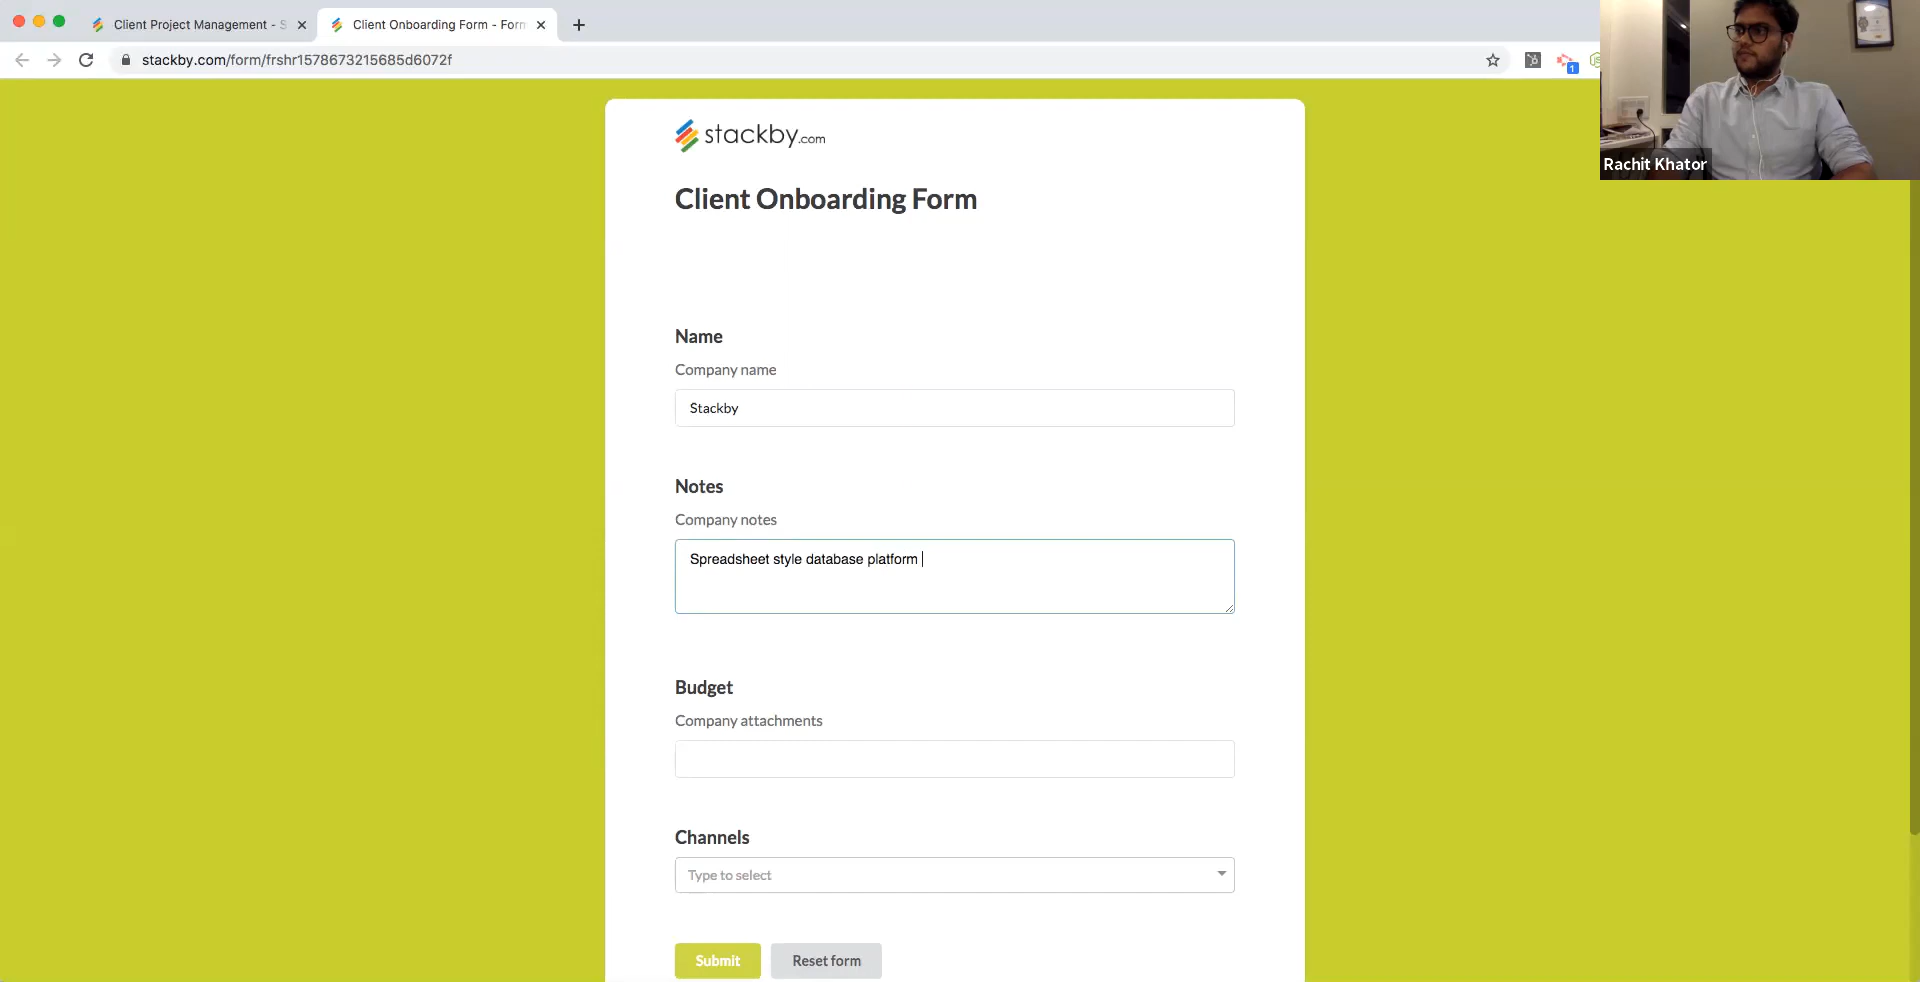 Client Project Management - S
Client Onboarding Form - Form
stackby.com/form/frshr1578673215685d6072f
1
Rachit Khator
stackby.com
Client Onboarding Form
Name
Company name
Stackby
Notes
Company notes
Spreadsheet style database platform
Budget
Company attachments
Channels
Type to select
Submit
Reset form